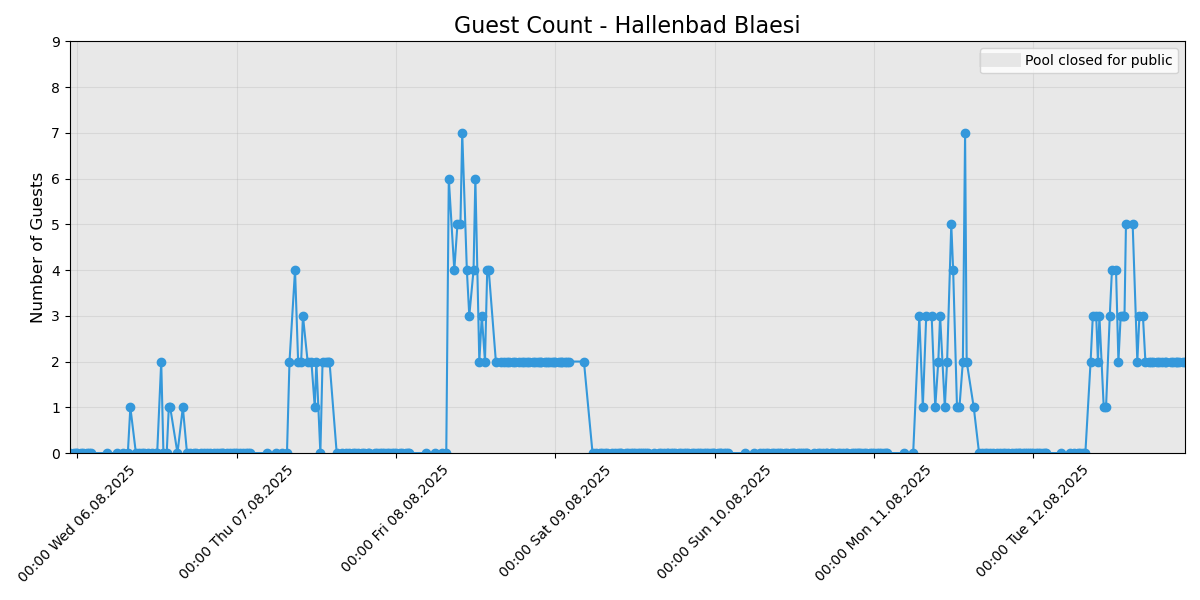 Guest Count - Hallenbad Blaesi
Pool closed for public
Number of Guests
9
8
7
6
5
4
3
2
1
0
00:00 Wed 06.08.2025
00:00 Thu 07.08.2025
00:00 Fri 08.08.2025
00:00 Sat 09.08.2025
00:00 Sun 10.08.2025
00:00 Mon 11.08.2025
00:00 Tue 12.08.2025